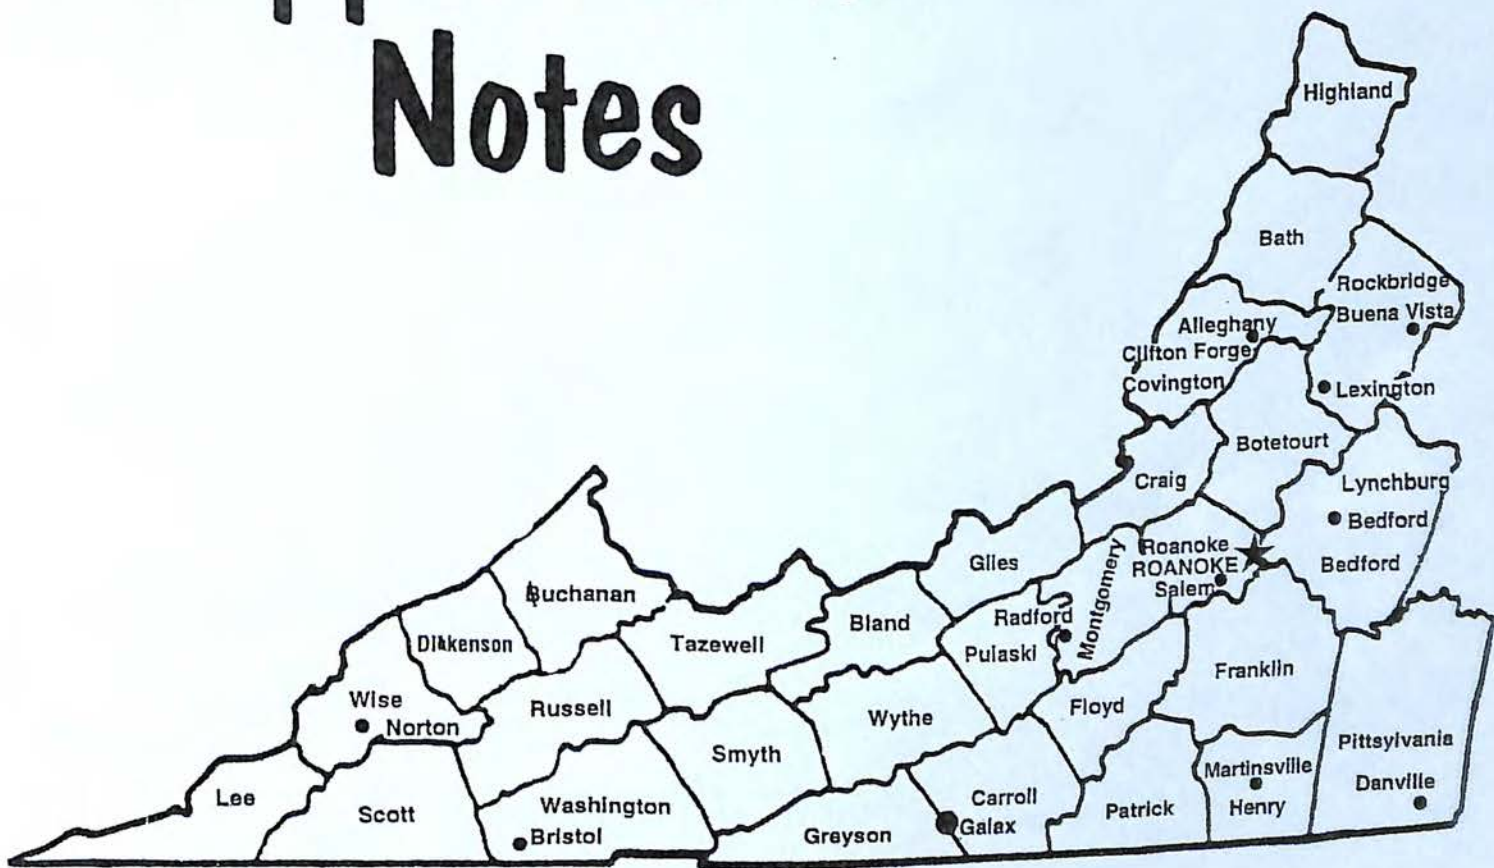 Notes
Highland
Bath
Rockbridge
Buena Vista
Alleghany
Clifton Forge
Covington
Lexington
Botetourt
Craig
Lynchburg
Bedford
Bedford
Giles
Roanoke
ROANOKE
Salem
Montgomery
Radford
Pulaski
Buchanan
Dickenson
Tazewell
Bland
Franklin
Wise
Norton
Russell
Wythe
Floyd
Smyth
Pittsylvania
Danville
Martinsville
Henry
Lee
Scott
Washington
Bristol
Grayson
Carroll
Galax
Patrick